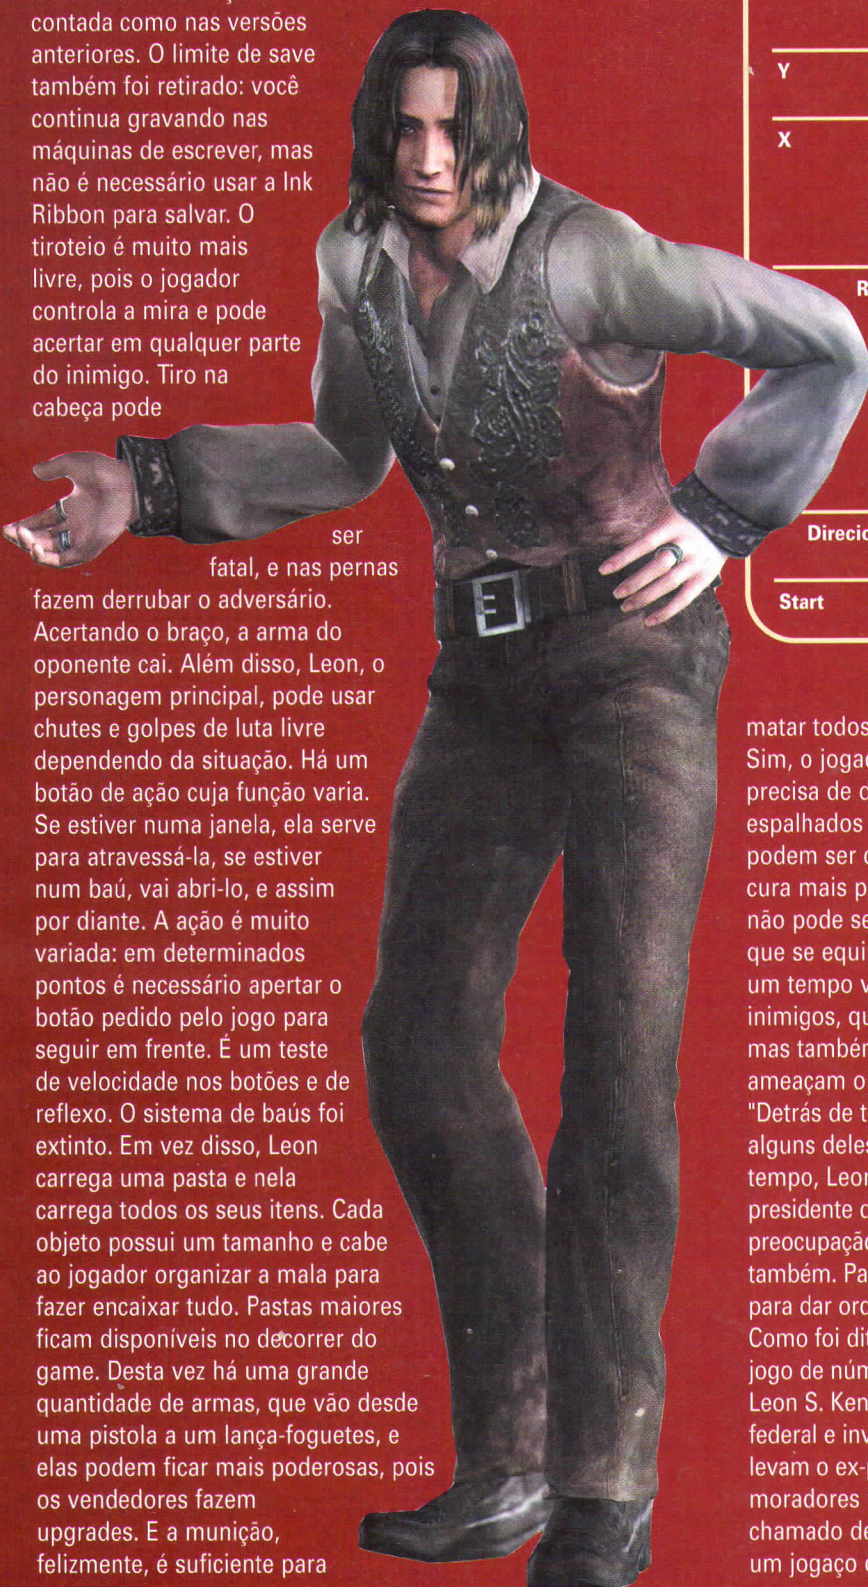 contada como nas versões
anteriores. O limite de save
também foi retirado: você
continua gravando nas
máquinas de escrever, mas
não é necessário usar a Ink
Ribbon para salvar. O
tiroteio é muito mais
livre, pois o jogador
controla a mira e pode
acertar em qualquer parte
do inimigo. Tiro na
cabeça pode
ser
fatal, e nas pernas
fazem derrubar o adversário.
Acertando o braço, a arma do
oponente cai. Além disso, Leon, o
personagem principal, pode usar
chutes e golpes de luta livre
dependendo da situação. Há um
botão de ação cuja função varia.
Se estiver numa janela, ela serve
para atravessá-la, se estiver
num baú, vai abri-lo, e assim
por diante. A ação é muito
variada: em determinados
pontos é necessário apertar o
botão pedido pelo jogo para
seguir em frente. É um teste
de velocidade nos botões e de
reflexo. O sistema de baús foi
extinto. Em vez disso, Leon
carrega uma pasta e nela
carrega todos os seus itens. Cada
objeto possui um tamanho e cabe
ao jogador organizar a mala para
fazer encaixar tudo. Pastas maiores
ficam disponíveis no decorrer do
game. Desta vez há uma grande
quantidade de armas, que vão desde
uma pistola a um lança-foguetes, e
elas podem ficar mais poderosas, pois
os vendedores fazem
upgrades. E a munição,
felizmente, é suficiente para
Y
X
R
Direcio
Start
matar todos
Sim, o joga
precisa de
espalhados
podem ser
cura mais p
não pode se
que se equi
um tempo v
inimigos, qu
mas também
ameaçam o
"Detrás de t
alguns deles
tempo, Leon
presidente
preocupação
também. Pa
para dar ord
Como foi dit
jogo de núm
Leon S. Ken
federal e inv
levam o ex-
moradores
chamado de
um jogaço